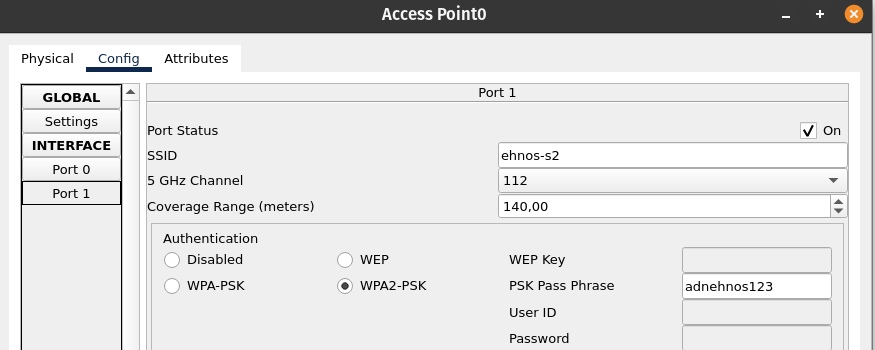 Access Point0
Physical Config Attributes
GLOBAL
Settings
INTERFACE
Port 0
Port 1
Port 1
Port Status On
SSID ehnos-s2
5 GHz Channel 112
Coverage Range (meters) 140,00
Authentication
Disabled WEP WEP Key
WPA-PSK WPA2-PSK PSK Pass Phrase adnehnos123
User ID
Password